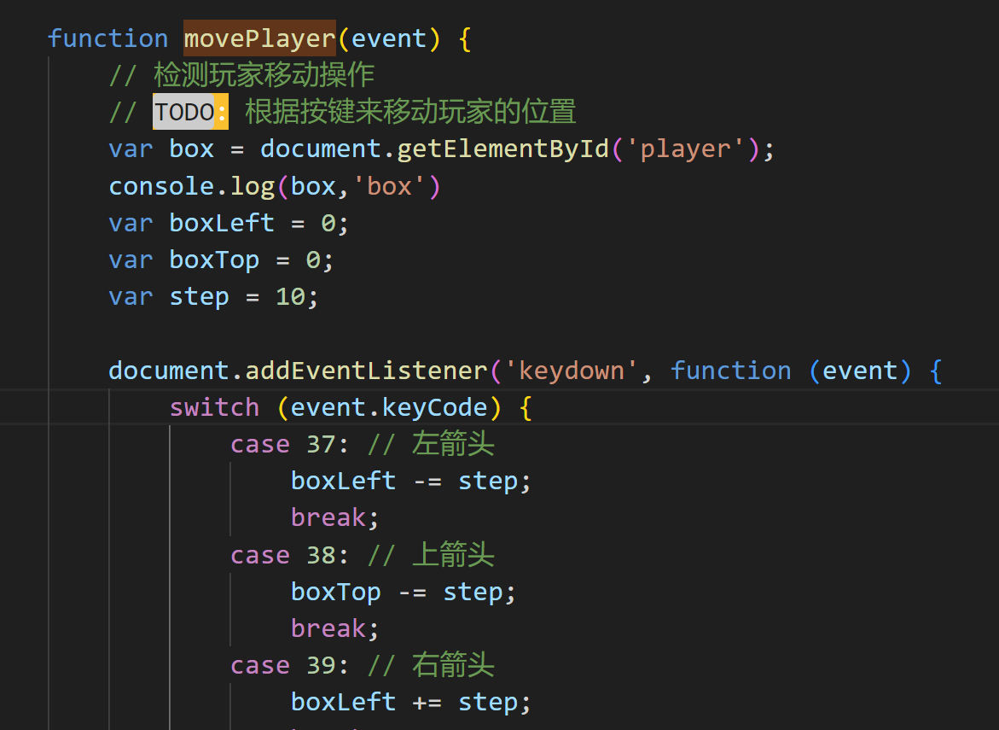 function movePlayer(event) {
// 检测玩家移动操作
// TODO: 根据按键来移动玩家的位置
var box = document.getElementById('player');
console.log(box,'box')
var boxLeft = 0;
var boxTop = 0;
var step = 10;
document.addEventListener('keydown', function (event) {
switch (event.keyCode) {
case 37: // 左箭头
boxLeft -= step;
break;
case 38: // 上箭头
boxTop -= step;
break;
case 39: // 右箭头
boxLeft += step;